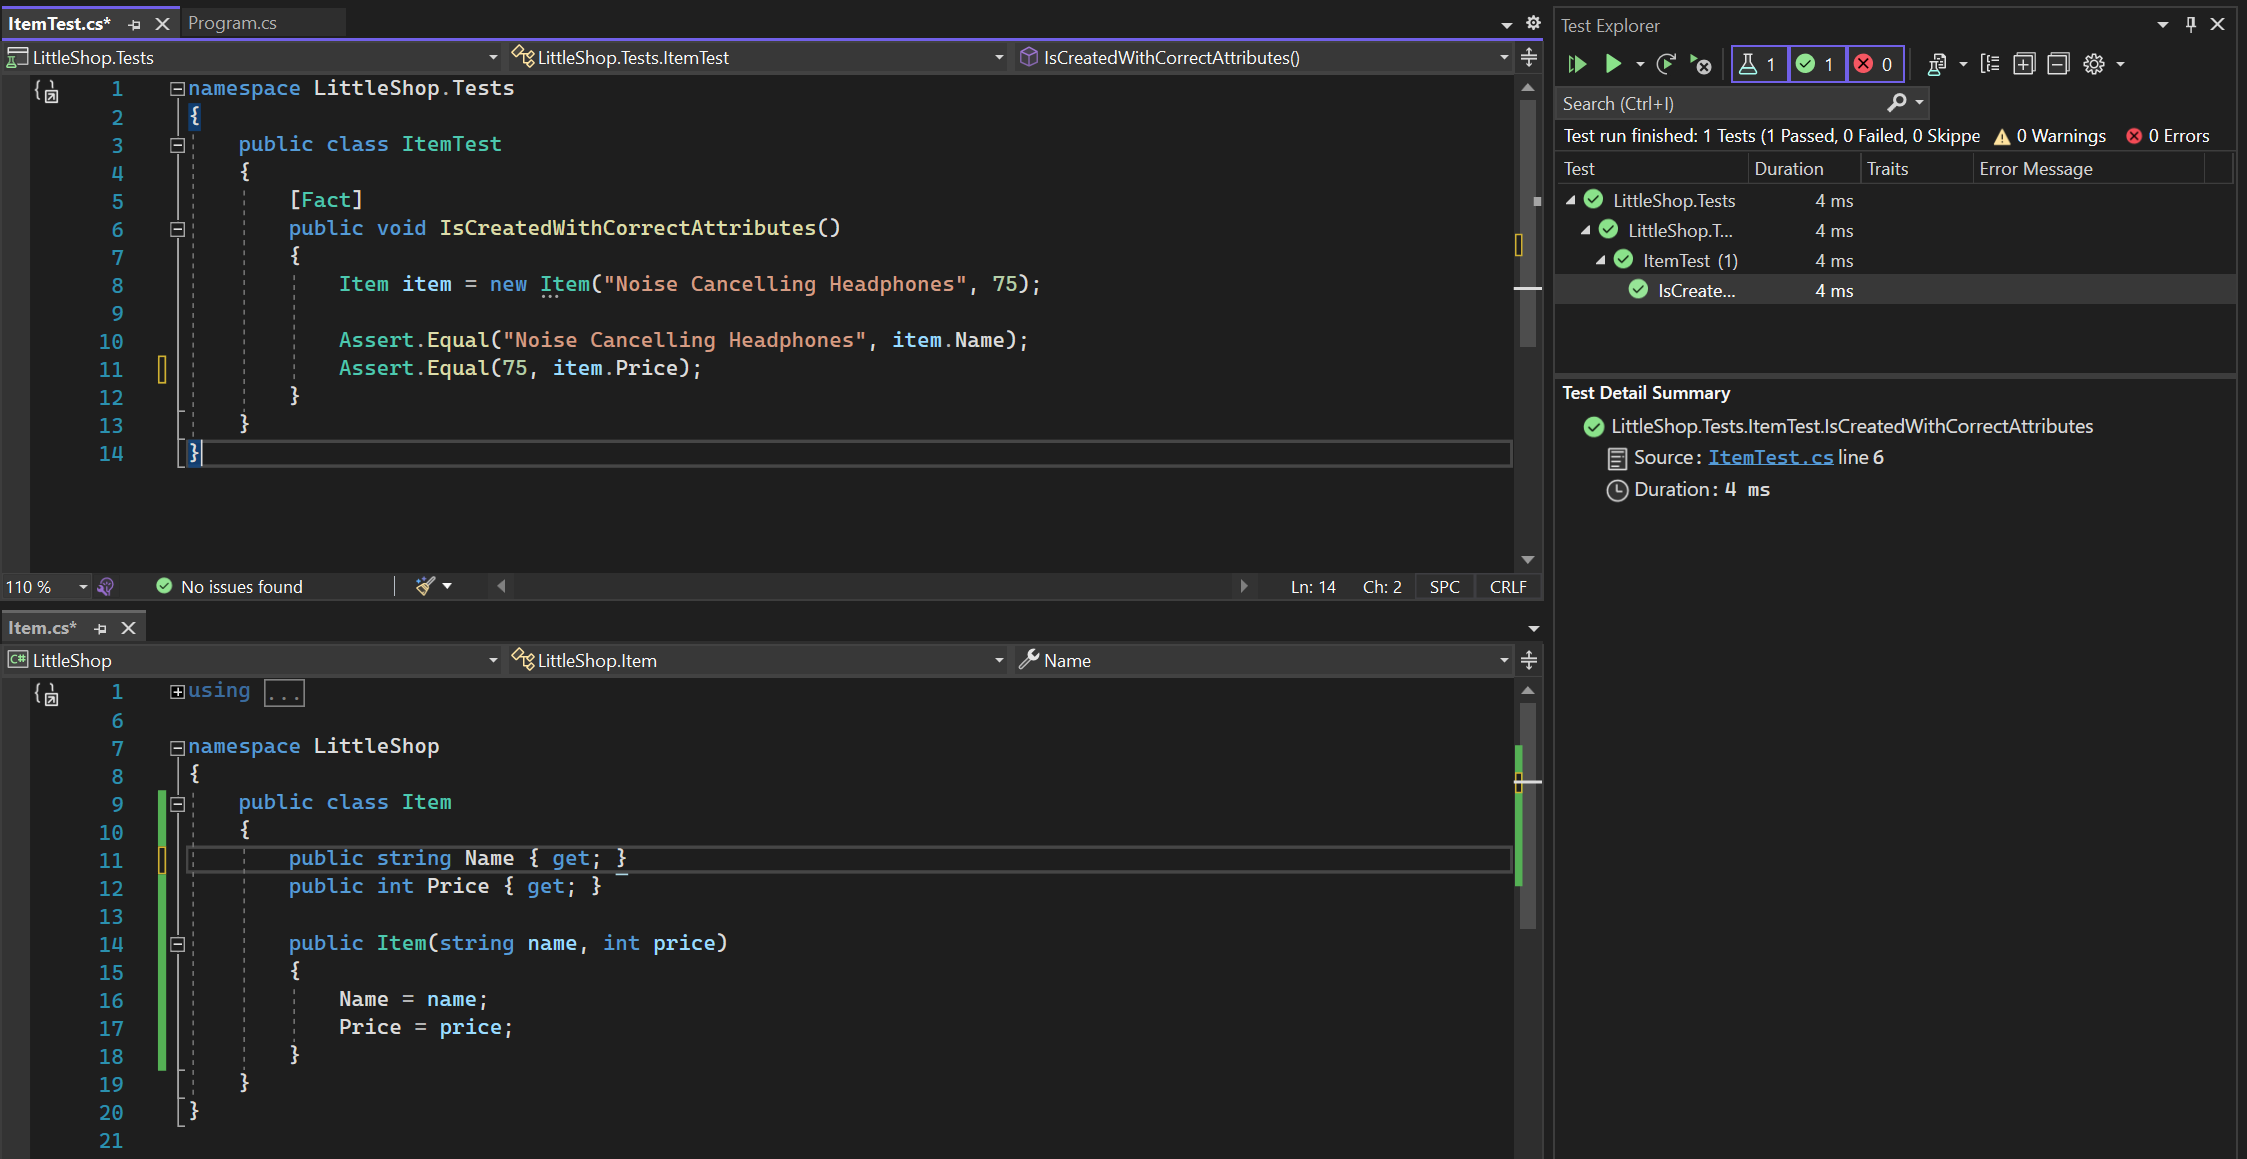 ItemTest.cs*
Program.cs
LittleShop.Tests
LittleShop.Tests.ItemTest
IsCreatedWithCorrectAttributes()
1 namespace LittleShop.Tests
2 {
3 public class ItemTest
4 {
5 [Fact]
6 public void IsCreatedWithCorrectAttributes()
7 {
8 Item item = new Item("Noise Cancelling Headphones", 75);
9
10 Assert.Equal("Noise Cancelling Headphones", item.Name);
11 Assert.Equal(75, item.Price);
12 }
13 }
14 }
110 %
No issues found
Ln: 14 Ch: 2 SPC CRLF
Item.cs*
LittleShop
LittleShop.Item
Name
1 using ...
6
7 namespace LittleShop
8 {
9 public class Item
10 {
11 public string Name { get; }
12 public int Price { get; }
13
14 public Item(string name, int price)
15 {
16 Name = name;
17 Price = price;
18 }
19 }
20 }
21
Test Explorer
1 1 0
Search (Ctrl+I)
Test run finished: 1 Tests (1 Passed, 0 Failed, 0 Skippe 0 Warnings 0 Errors
Test Duration Traits Error Message
LittleShop.Tests 4 ms
LittleShop.T... 4 ms
ItemTest (1) 4 ms
IsCreate... 4 ms
Test Detail Summary
LittleShop.Tests.ItemTest.IsCreatedWithCorrectAttributes
Source: ItemTest.cs line 6
Duration: 4 ms